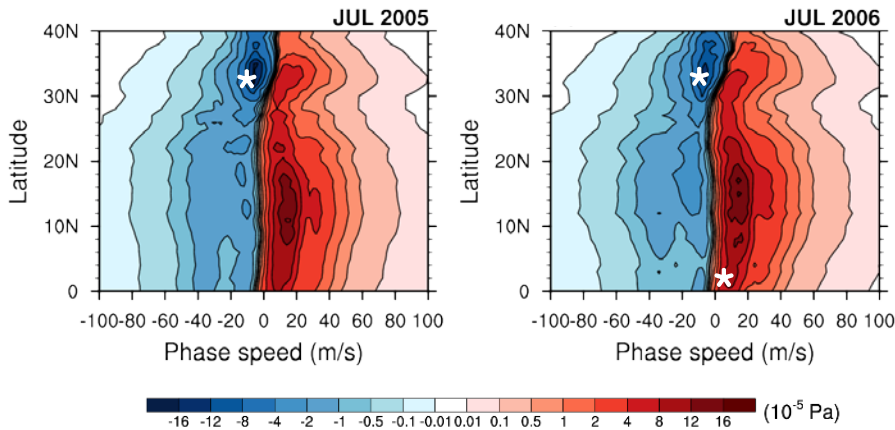 JUL 2005
40N
30N
20N
10N
0
Latitude
-100 -80 -60 -40 -20 0 20 40 60 80 100
Phase speed (m/s)
JUL 2006
40N
30N
20N
10N
0
Latitude
-100 -80 -60 -40 -20 0 20 40 60 80 100
Phase speed (m/s)
-16 -12 -8 -4 -2 -1 -0.5 -0.1 -0.01 0.01 0.1 0.5 1 2 4 8 12 16 (10-5 Pa)